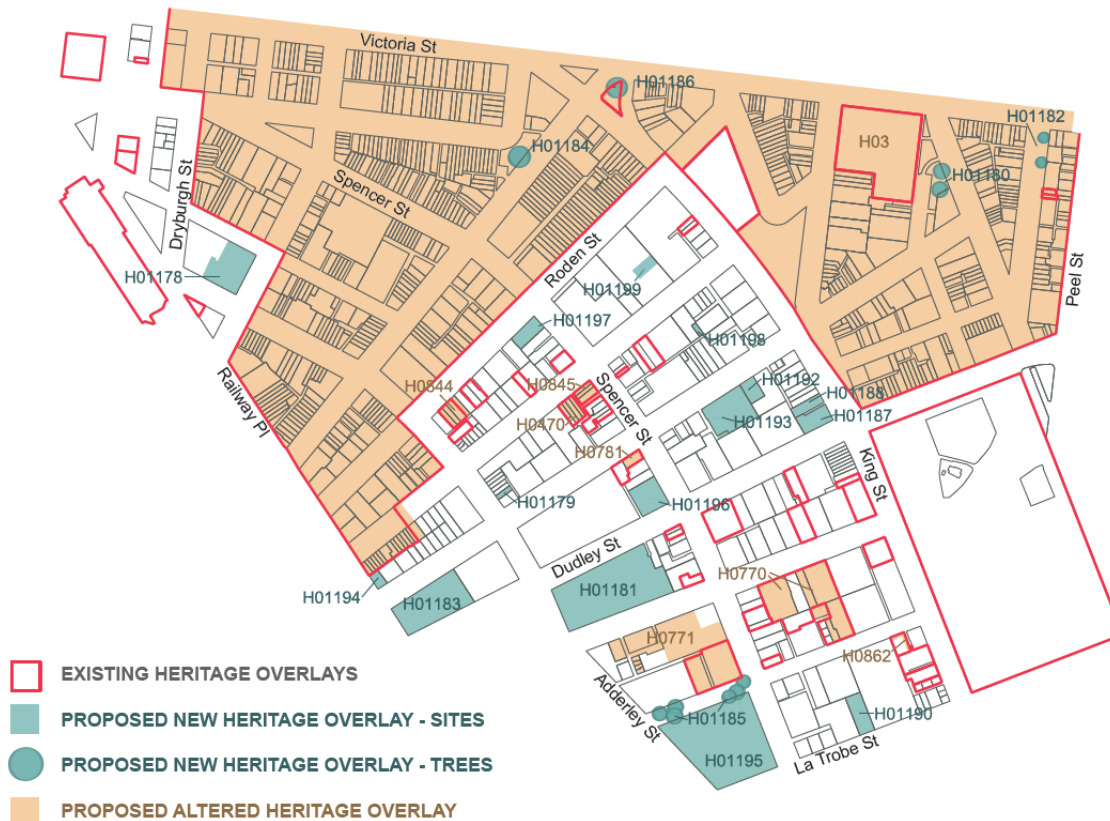 Victoria St
H01186
H01182
H01184
H03
H01180
Spencer St
Dryburgh St
Roden St
Peel St
H01178
H01199
H01197
H01198
Railway Pl
H0844
H0845
Spencer St
H01192
H01188
H01187
H01193
H0470
H0781
King St
H01179
H01196
Dudley St
H01194
H01183
H01181
H0770
H0771
H0862
Adderley St
H01185
H01190
H01195
La Trobe St
EXISTING HERITAGE OVERLAYS
PROPOSED NEW HERITAGE OVERLAY - SITES
PROPOSED NEW HERITAGE OVERLAY - TREES
PROPOSED ALTERED HERITAGE OVERLAY